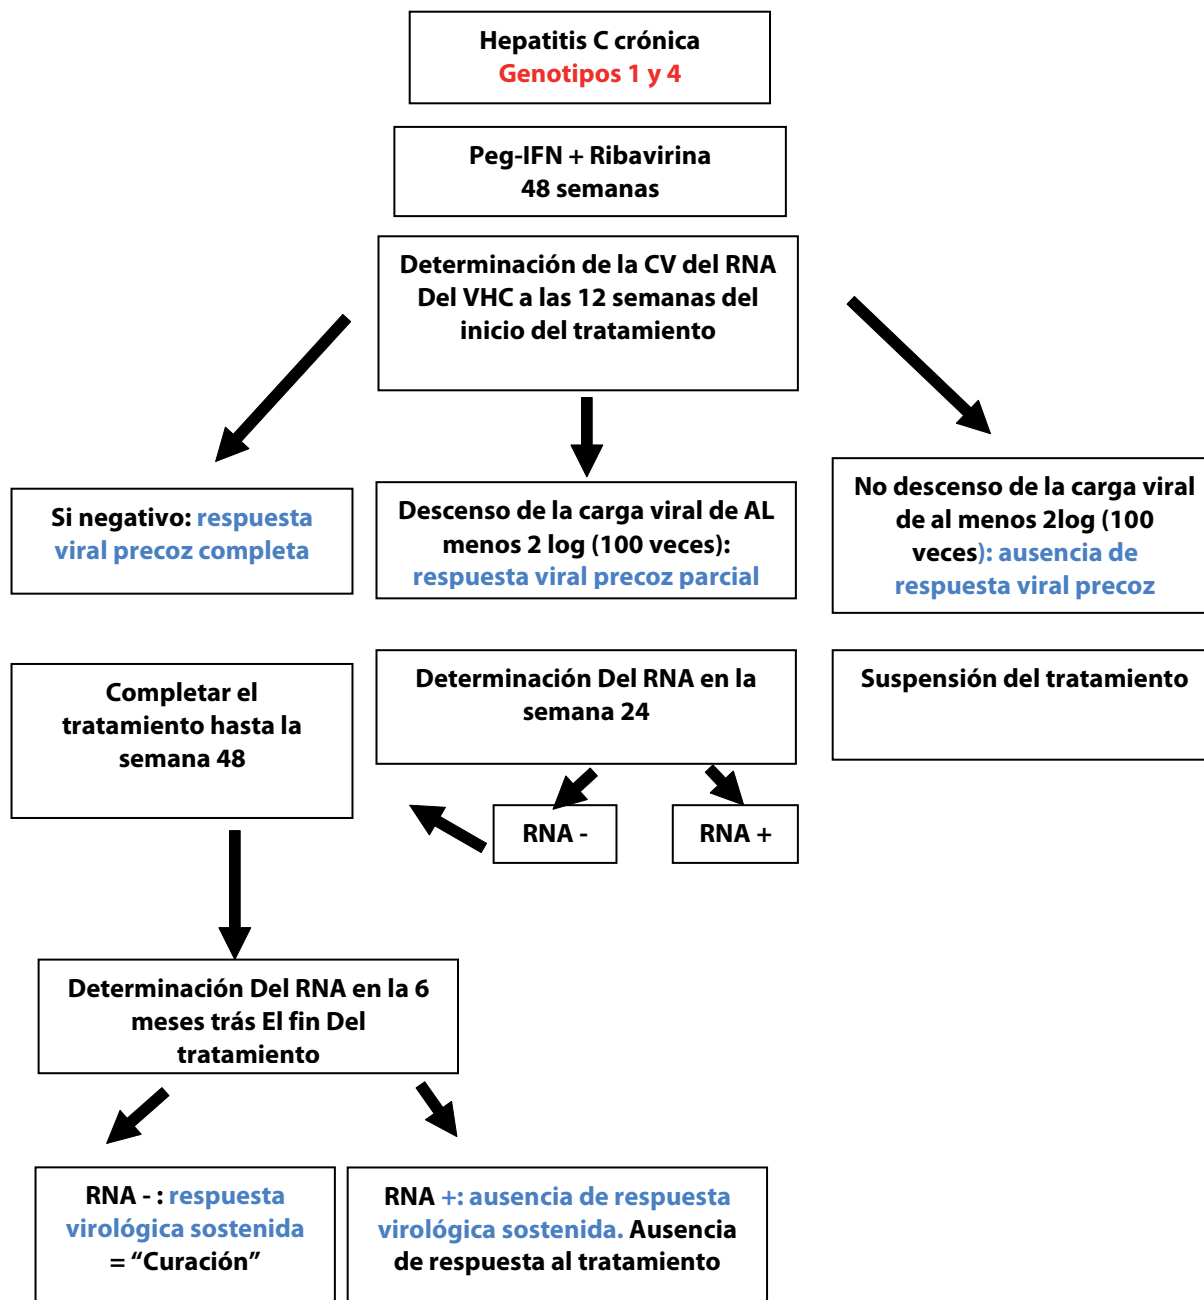 Hepatitis C crónica
Genotipos 1 y 4
Peg-IFN + Ribavirina
48 semanas
Determinación de la CV del RNA
Del VHC a las 12 semanas del
inicio del tratamiento
Si negativo: respuesta
viral precoz completa
Descenso de la carga viral de AL
menos 2 log (100 veces):
respuesta viral precoz parcial
No descenso de la carga viral
de al menos 2log (100
veces): ausencia de
respuesta viral precoz
Completar el
tratamiento hasta la
semana 48
Determinación Del RNA en la
semana 24
Suspensión del tratamiento
RNA -
RNA +
Determinación Del RNA en la 6
meses trás El fin Del
tratamiento
RNA - : respuesta
virológica sostenida
= “Curación”
RNA +: ausencia de respuesta
virológica sostenida. Ausencia
de respuesta al tratamiento